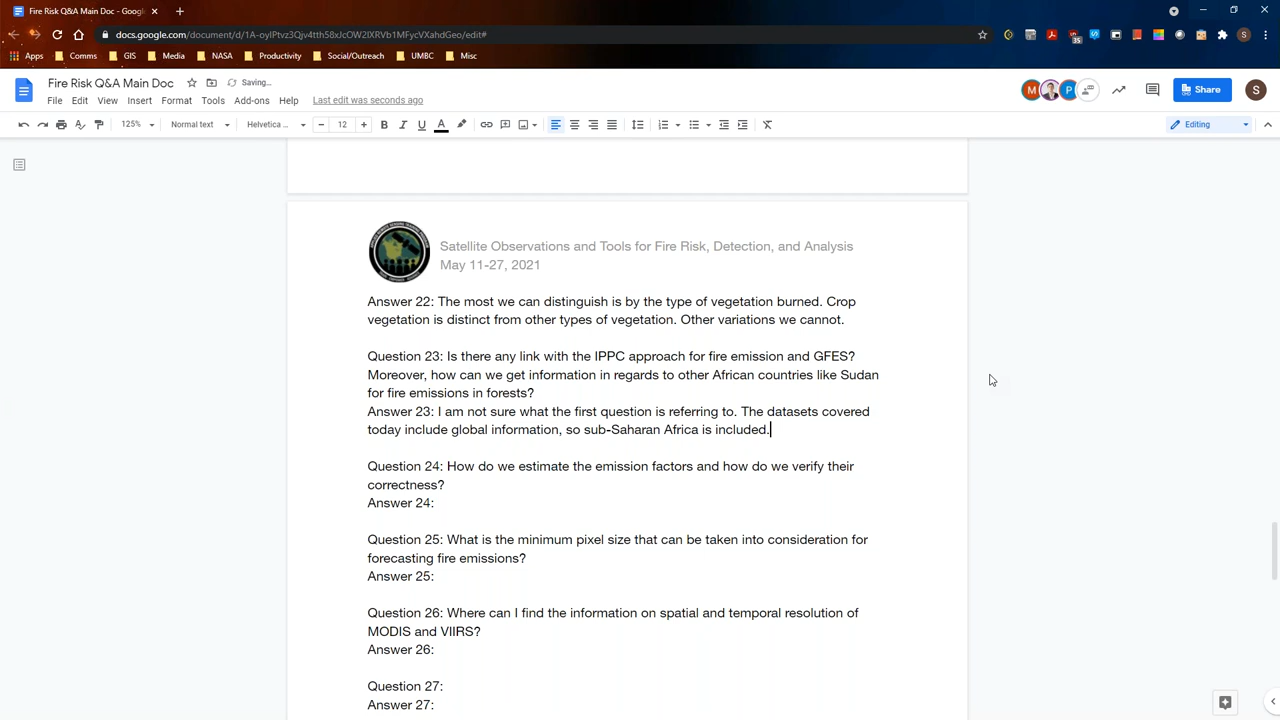 Fire Risk Q&A Main Doc - Googl
docs.google.com/document/d/1A-oyIPtvz3Qjv4tth58xJcOW2lXRVb1MFycVXahdGeo/edit#
Apps Comms GIS Media NASA Productivity Social/Outreach UMBC Misc
Fire Risk Q&A Main Doc Saving...
File Edit View Insert Format Tools Add-ons Help Last edit was seconds ago
M P Share S
125% Normal text Helvetica ... 12 B I U A Editing
Satellite Observations and Tools for Fire Risk, Detection, and Analysis
May 11-27, 2021
Answer 22: The most we can distinguish is by the type of vegetation burned. Crop
vegetation is distinct from other types of vegetation. Other variations we cannot.
Question 23: Is there any link with the IPPC approach for fire emission and GFES?
Moreover, how can we get information in regards to other African countries like Sudan
for fire emissions in forests?
Answer 23: I am not sure what the first question is referring to. The datasets covered
today include global information, so sub-Saharan Africa is included.
Question 24: How do we estimate the emission factors and how do we verify their
correctness?
Answer 24:
Question 25: What is the minimum pixel size that can be taken into consideration for
forecasting fire emissions?
Answer 25:
Question 26: Where can I find the information on spatial and temporal resolution of
MODIS and VIIRS?
Answer 26:
Question 27:
Answer 27: